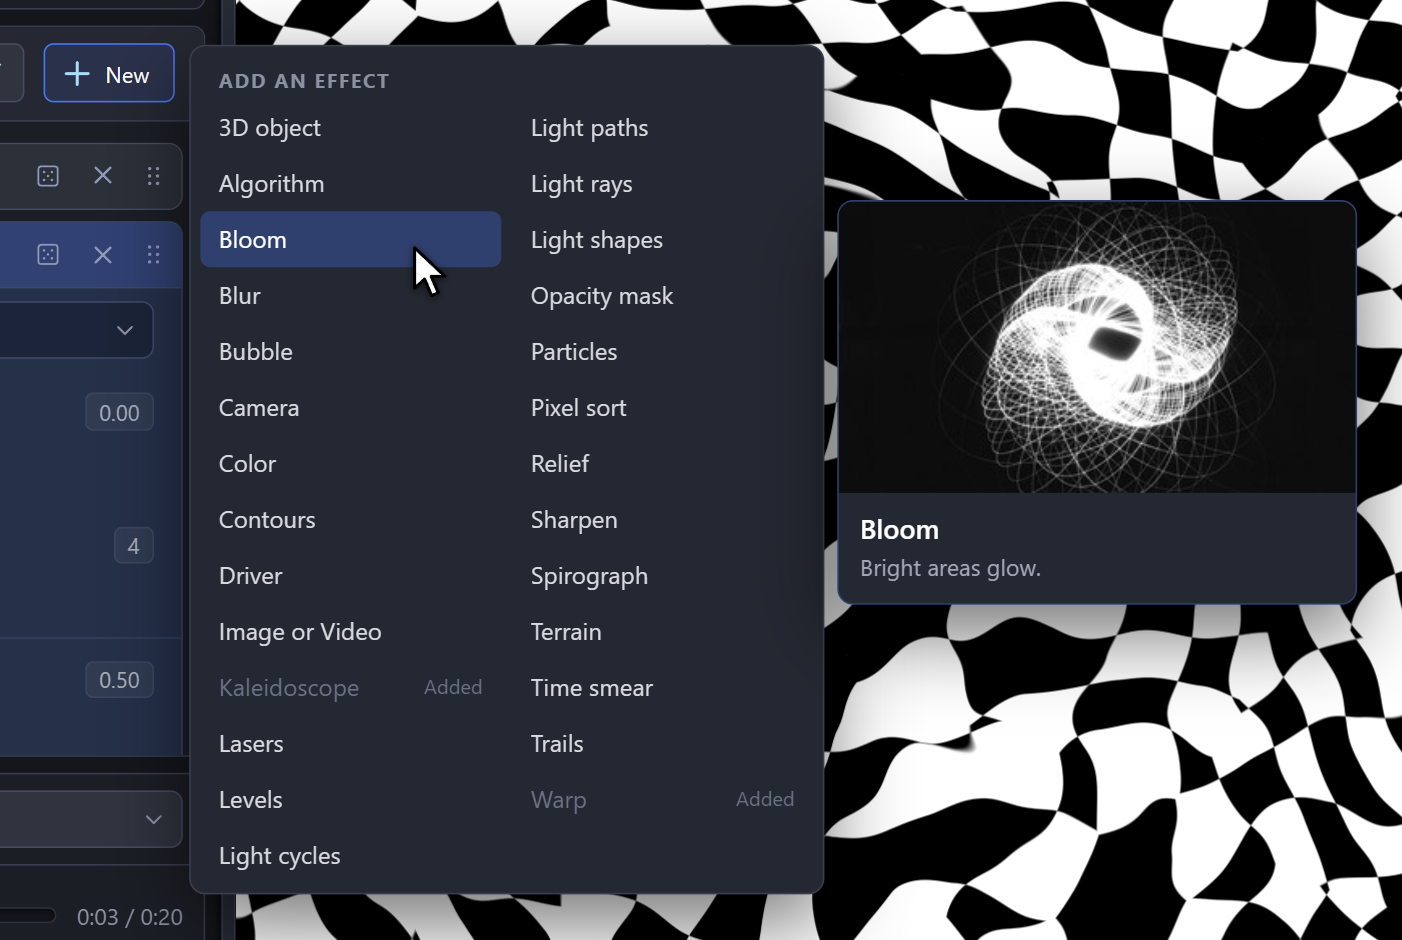 New
ADD AN EFFECT
3D object
Algorithm
Bloom
Blur
Bubble
Camera
Color
Contours
Driver
Image or Video
Kaleidoscope Added
Lasers
Levels
Light cycles
Light paths
Light rays
Light shapes
Opacity mask
Particles
Pixel sort
Relief
Sharpen
Spirograph
Terrain
Time smear
Trails
Warp Added
Bloom
Bright areas glow.
0.00
4
0.50
0:03 / 0:20